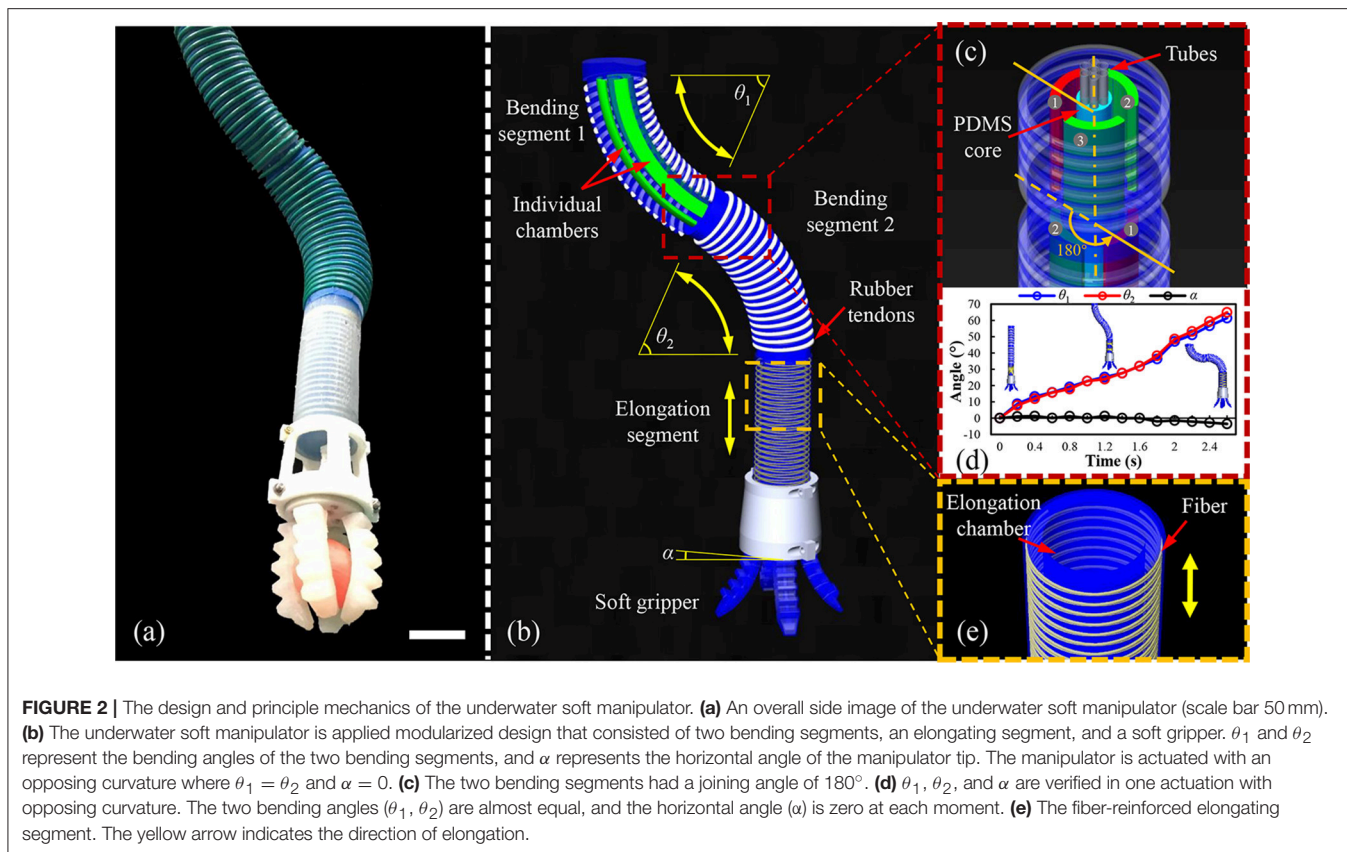 (a)
Bending
segment 1
θ1
Individual
chambers
Bending
segment 2
Rubber
tendons
θ2
Elongation
segment
α
Soft gripper
(b)
(c)
Tubes
1
2
PDMS
core
3
2
1
180°
θ1 θ2 α
70
60
50
40
30
20
10
0
-10
Angle (°)
0 0.4 0.8 1.2 1.6 2 2.4
Time (s)
(d)
Elongation
chamber
Fiber
(e)
FIGURE 2 | The design and principle mechanics of the underwater soft manipulator. (a) An overall side image of the underwater soft manipulator (scale bar 50 mm).
(b) The underwater soft manipulator is applied modularized design that consisted of two bending segments, an elongating segment, and a soft gripper. θ1 and θ2
represent the bending angles of the two bending segments, and α represents the horizontal angle of the manipulator tip. The manipulator is actuated with an
opposing curvature where θ1 = θ2 and α = 0. (c) The two bending segments had a joining angle of 180°. (d) θ1, θ2, and α are verified in one actuation with
opposing curvature. The two bending angles (θ1, θ2) are almost equal, and the horizontal angle (α) is zero at each moment. (e) The fiber-reinforced elongating
segment. The yellow arrow indicates the direction of elongation.